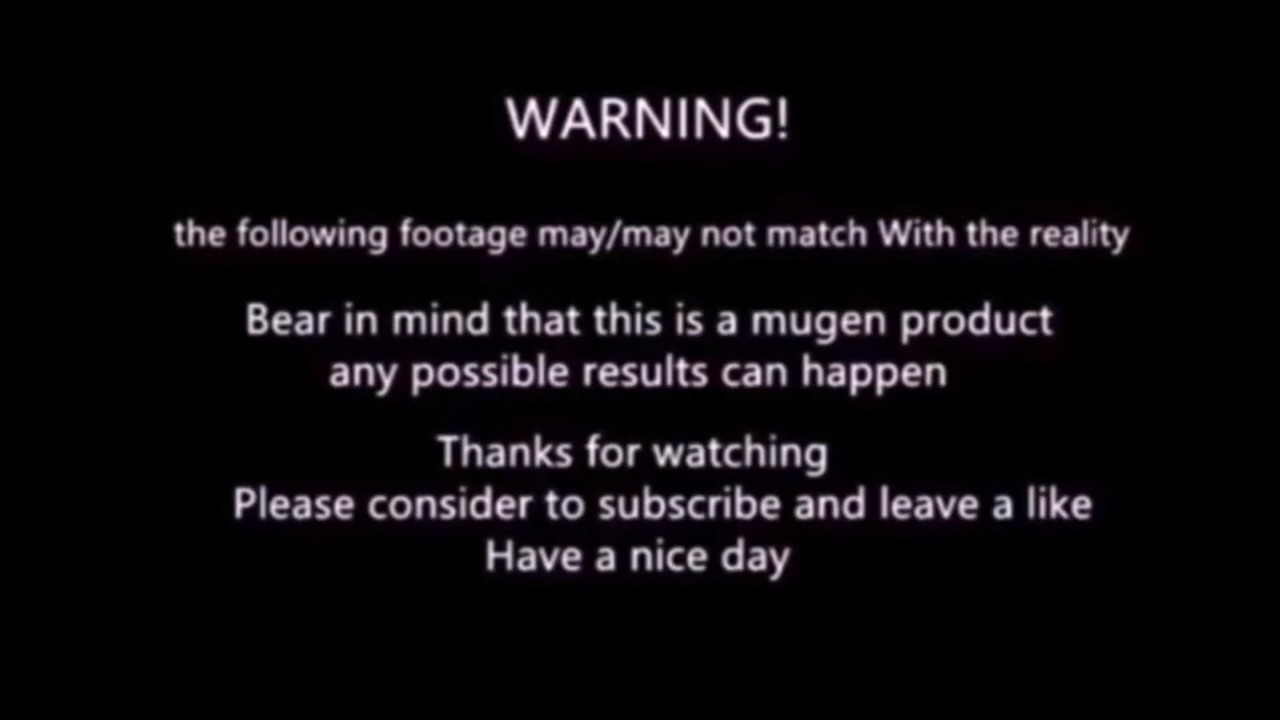 WARNING!
the following footage may/may not match With the reality
Bear in mind that this is a mugen product
any possible results can happen
Thanks for watching
Please consider to subscribe and leave a like
Have a nice day